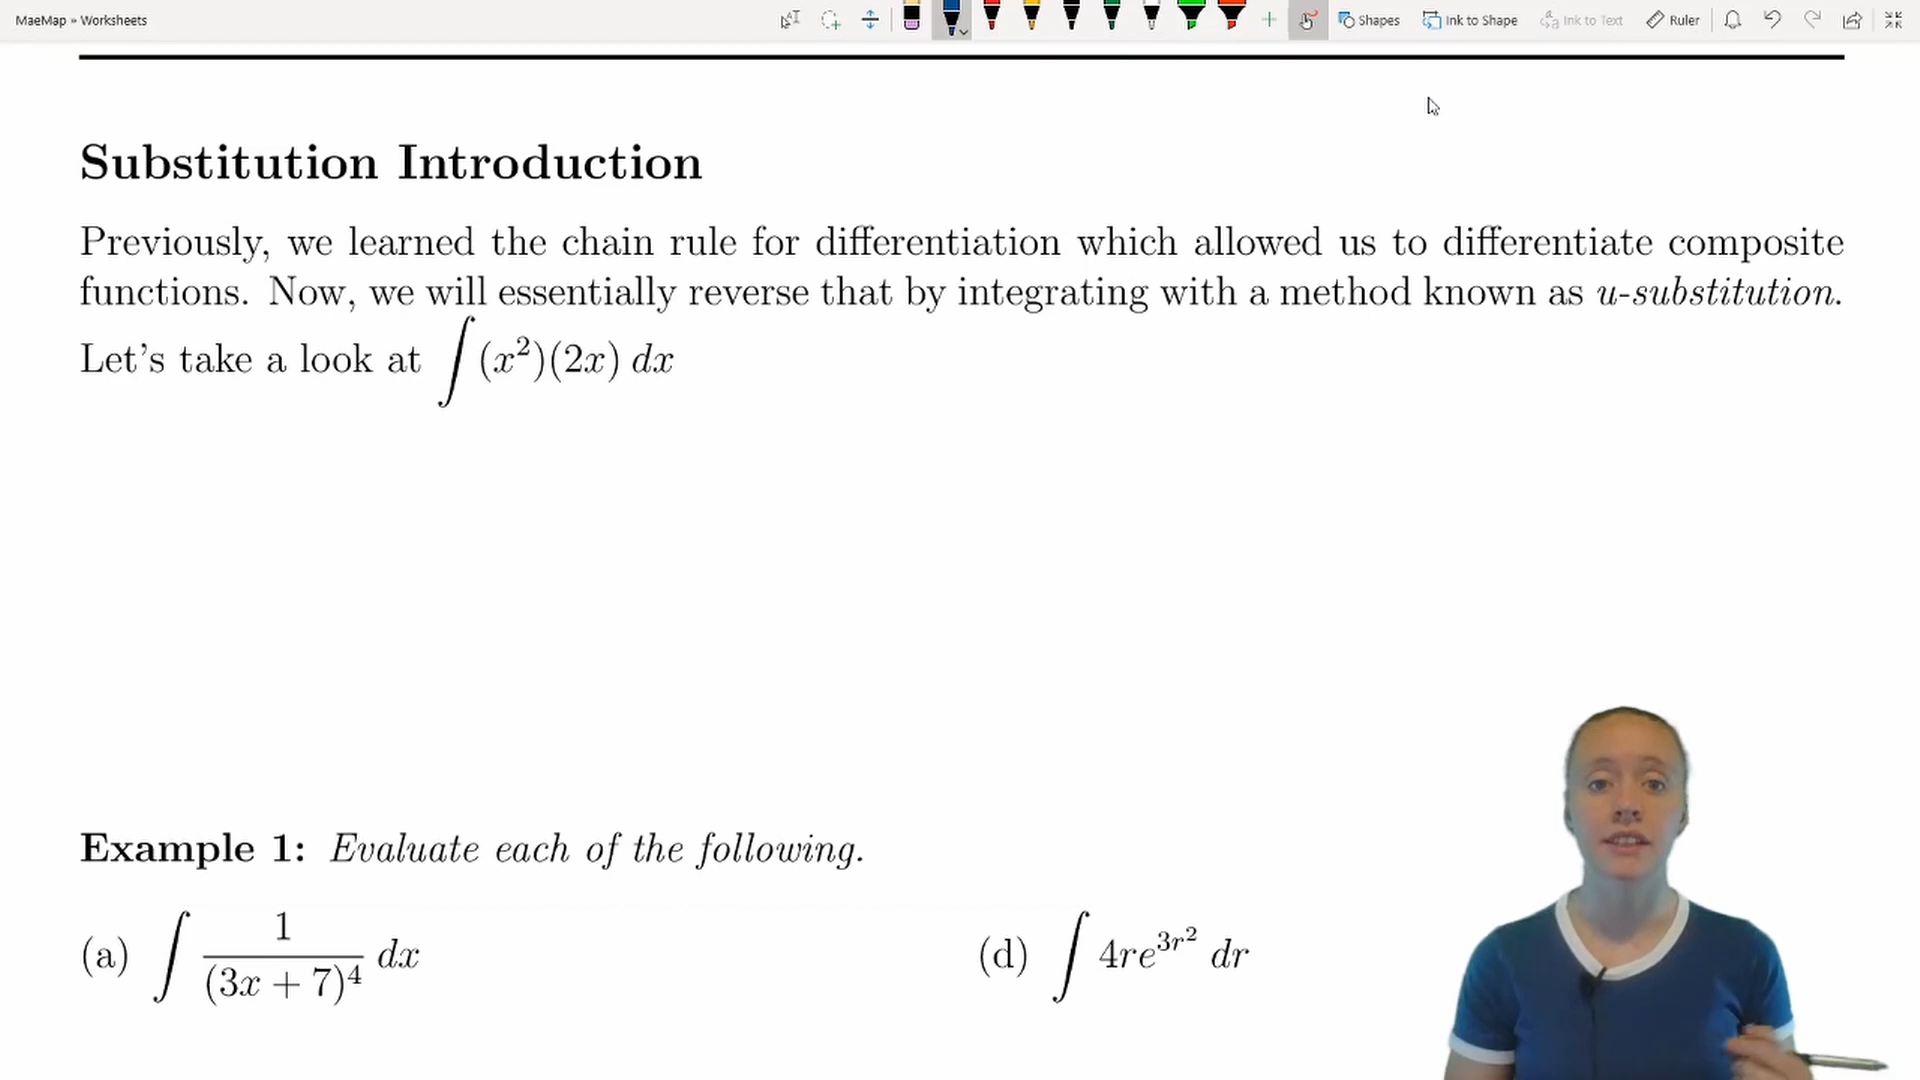 MaeMap » Worksheets
Shapes
Ink to Shape
Ink to Text
Ruler
Substitution Introduction
Previously, we learned the chain rule for differentiation which allowed us to differentiate composite
functions. Now, we will essentially reverse that by integrating with a method known as u-substitution.
Let's take a look at ∫(x²)(2x) dx
Example 1: Evaluate each of the following.
(a) ∫ 1/(3x + 7)⁴ dx
(d) ∫ 4re^{3r²} dr